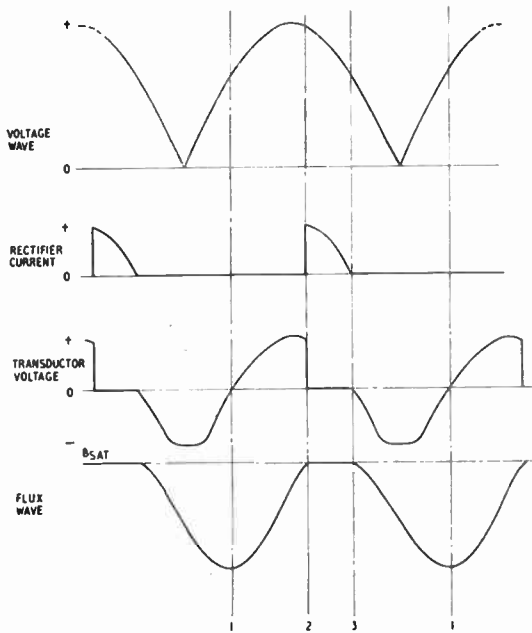 +
VOLTAGE
WAVE
0
+
RECTIFIER
CURRENT
0
+
TRANSDUCTOR
VOLTAGE
0
-
BSAT
FLUX
WAVE
1 2 3 1